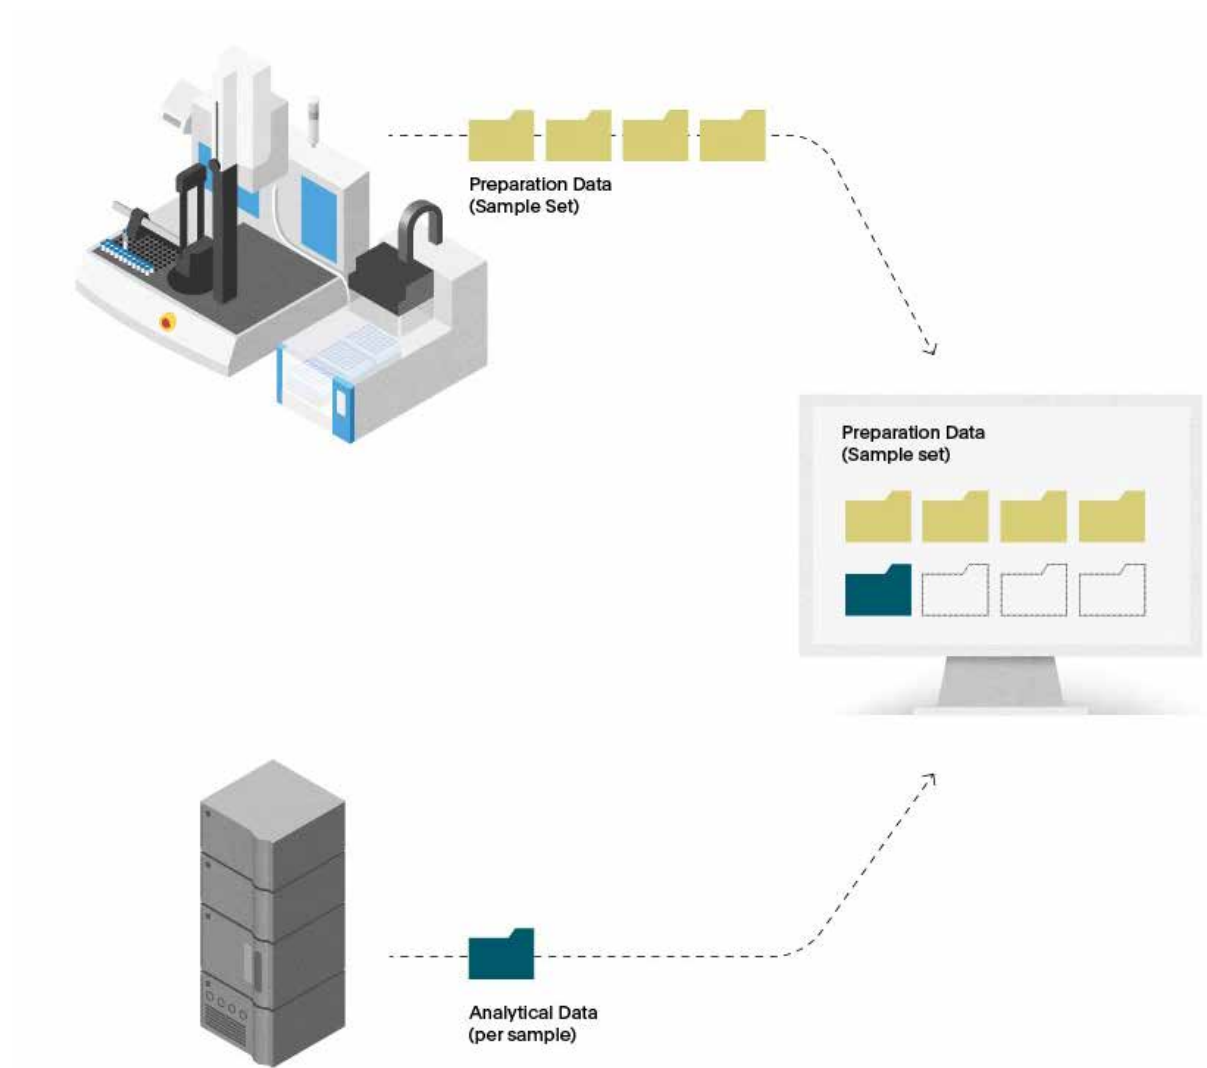 Preparation Data
(Sample Set)
Preparation Data
(Sample set)
Analytical Data
(per sample)